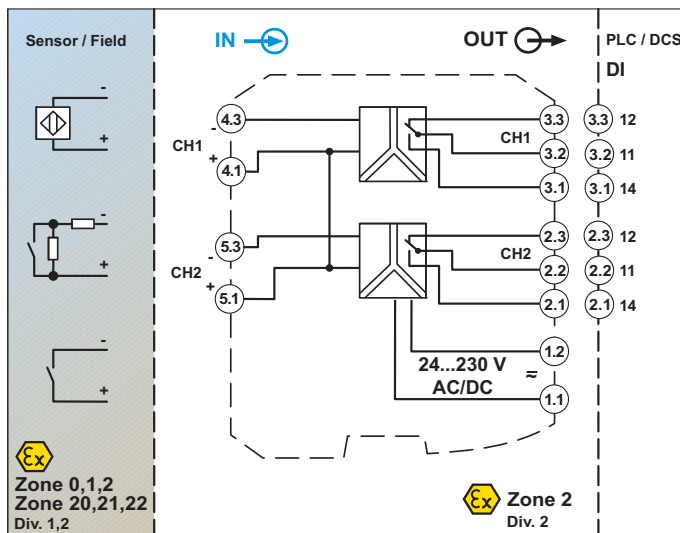 Sensor / Field
IN
OUT
PLC / DCS
DI
-
+
-
+
-
+
CH1
-
4.3
+
4.1
CH2
-
5.3
+
5.1
CH1
3.3
3.2
3.1
3.3 12
3.2 11
3.1 14
CH2
2.3
2.2
2.1
2.3 12
2.2 11
2.1 14
24...230 V
AC/DC
≂
1.2
1.1
Ex
Zone 0,1,2
Zone 20,21,22
Div. 1,2
Ex
Zone 2
Div. 2